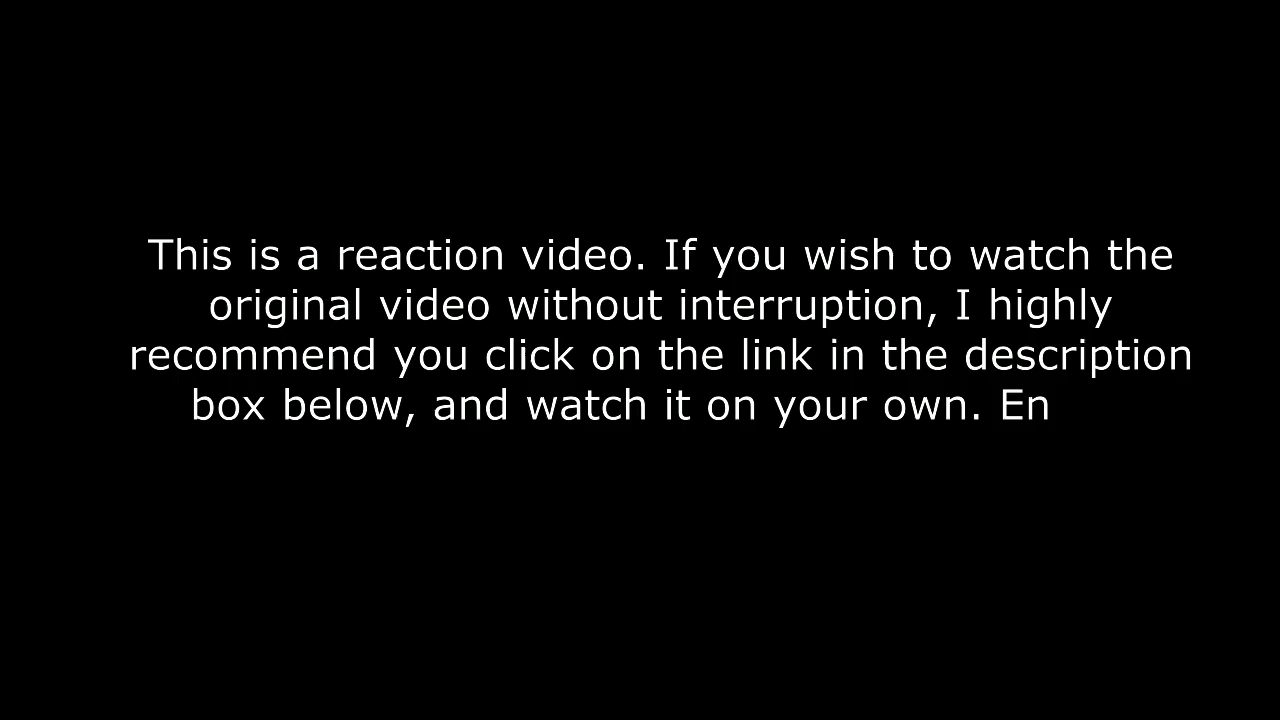 This is a reaction video. If you wish to watch the
original video without interruption, I highly
recommend you click on the link in the description
box below, and watch it on your own. En